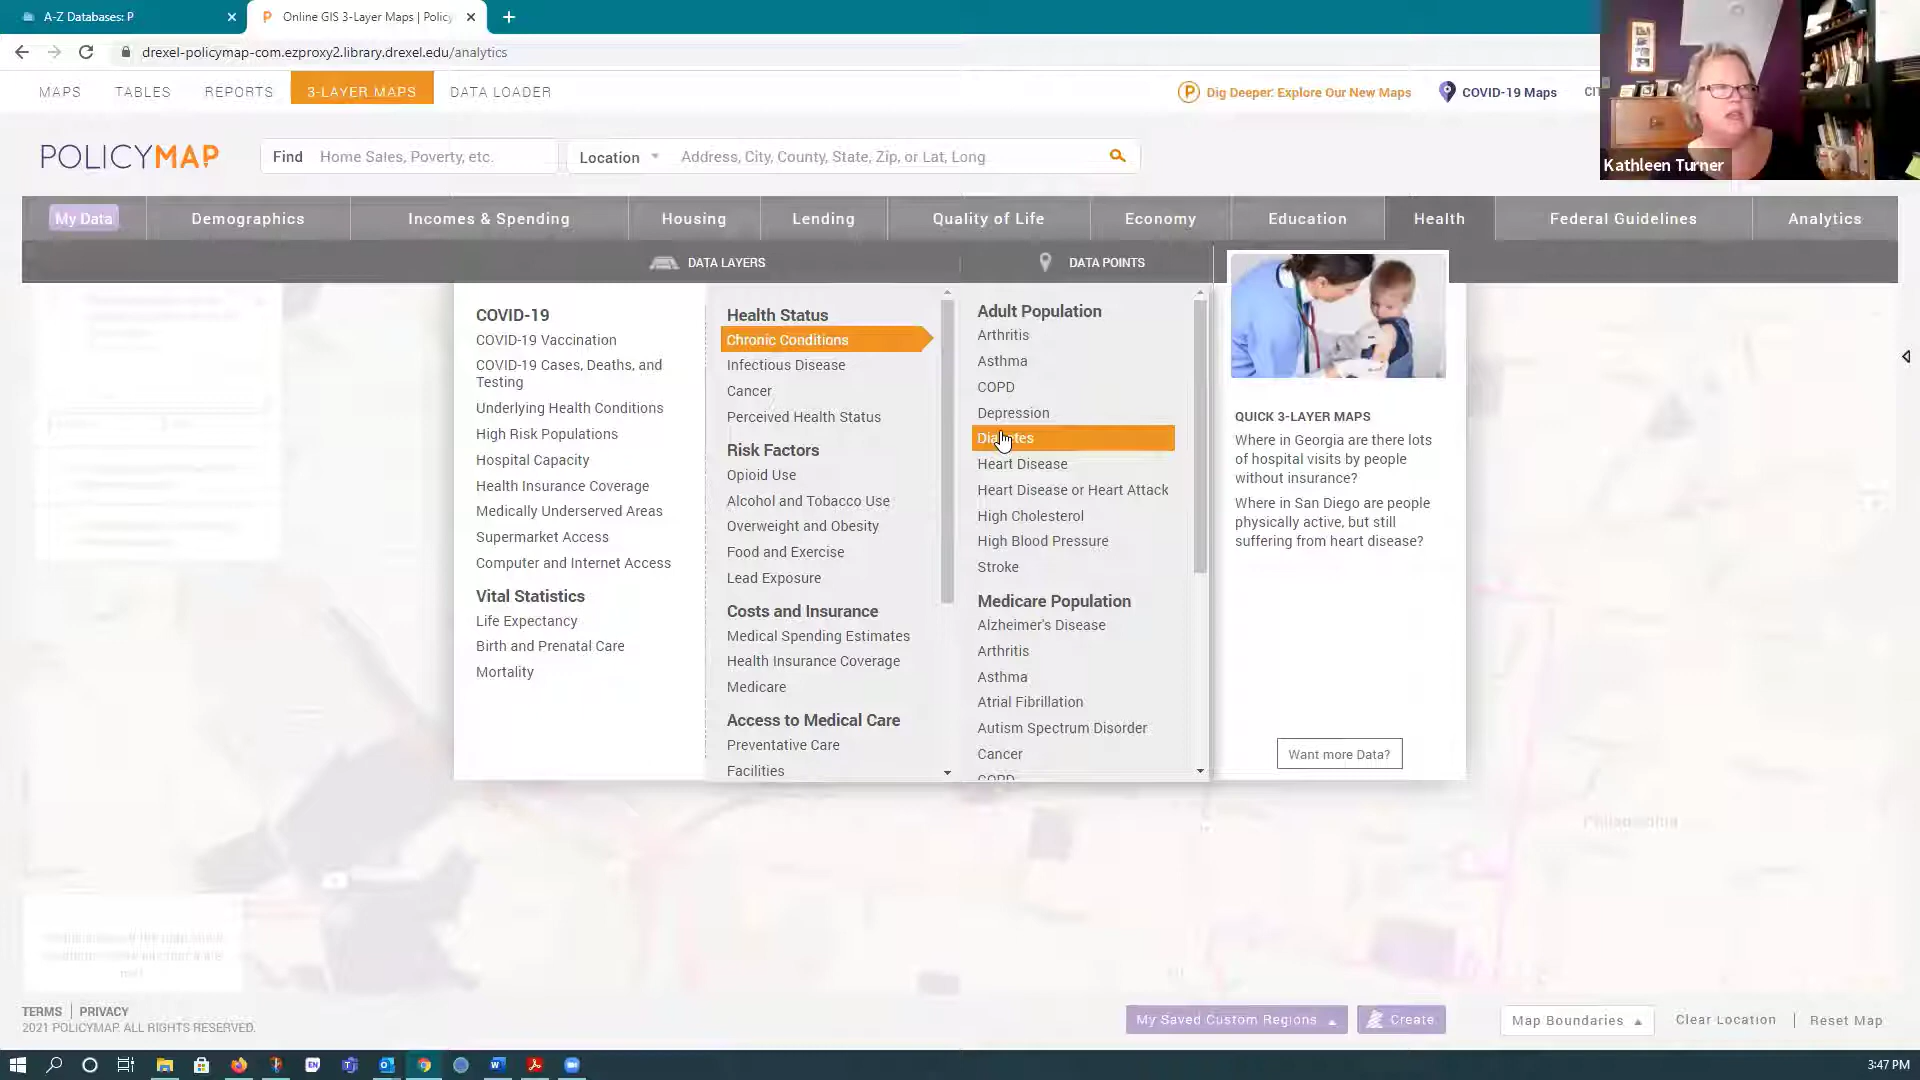 A-Z Databases: P
Online GIS 3-Layer Maps | Policy
drexel-policymap-com.ezproxy2.library.drexel.edu/analytics
MAPS
TABLES
REPORTS
3-LAYER MAPS
DATA LOADER
Dig Deeper: Explore Our New Maps
COVID-19 Maps
Kathleen Turner
POLICYMAP
Find
Home Sales, Poverty, etc.
Location
Address, City, County, State, Zip, or Lat, Long
My Data
Demographics
Incomes & Spending
Housing
Lending
Quality of Life
Economy
Education
Health
Federal Guidelines
Analytics
DATA LAYERS
DATA POINTS
COVID-19
COVID-19 Vaccination
COVID-19 Cases, Deaths, and
Testing
Underlying Health Conditions
High Risk Populations
Hospital Capacity
Health Insurance Coverage
Medically Underserved Areas
Supermarket Access
Computer and Internet Access
Vital Statistics
Life Expectancy
Birth and Prenatal Care
Mortality
Health Status
Chronic Conditions
Infectious Disease
Cancer
Perceived Health Status
Risk Factors
Opioid Use
Alcohol and Tobacco Use
Overweight and Obesity
Food and Exercise
Lead Exposure
Costs and Insurance
Medical Spending Estimates
Health Insurance Coverage
Medicare
Access to Medical Care
Preventative Care
Facilities
Adult Population
Arthritis
Asthma
COPD
Depression
Diabetes
Heart Disease
Heart Disease or Heart Attack
High Cholesterol
High Blood Pressure
Stroke
Medicare Population
Alzheimer's Disease
Arthritis
Asthma
Atrial Fibrillation
Autism Spectrum Disorder
Cancer
COPD
QUICK 3-LAYER MAPS
Where in Georgia are there lots
of hospital visits by people
without insurance?
Where in San Diego are people
physically active, but still
suffering from heart disease?
Want more Data?
Philadelphia
TERMS | PRIVACY
2021 POLICYMAP. ALL RIGHTS RESERVED.
My Saved Custom Regions
Create
Map Boundaries
Clear Location
Reset Map
3:47 PM